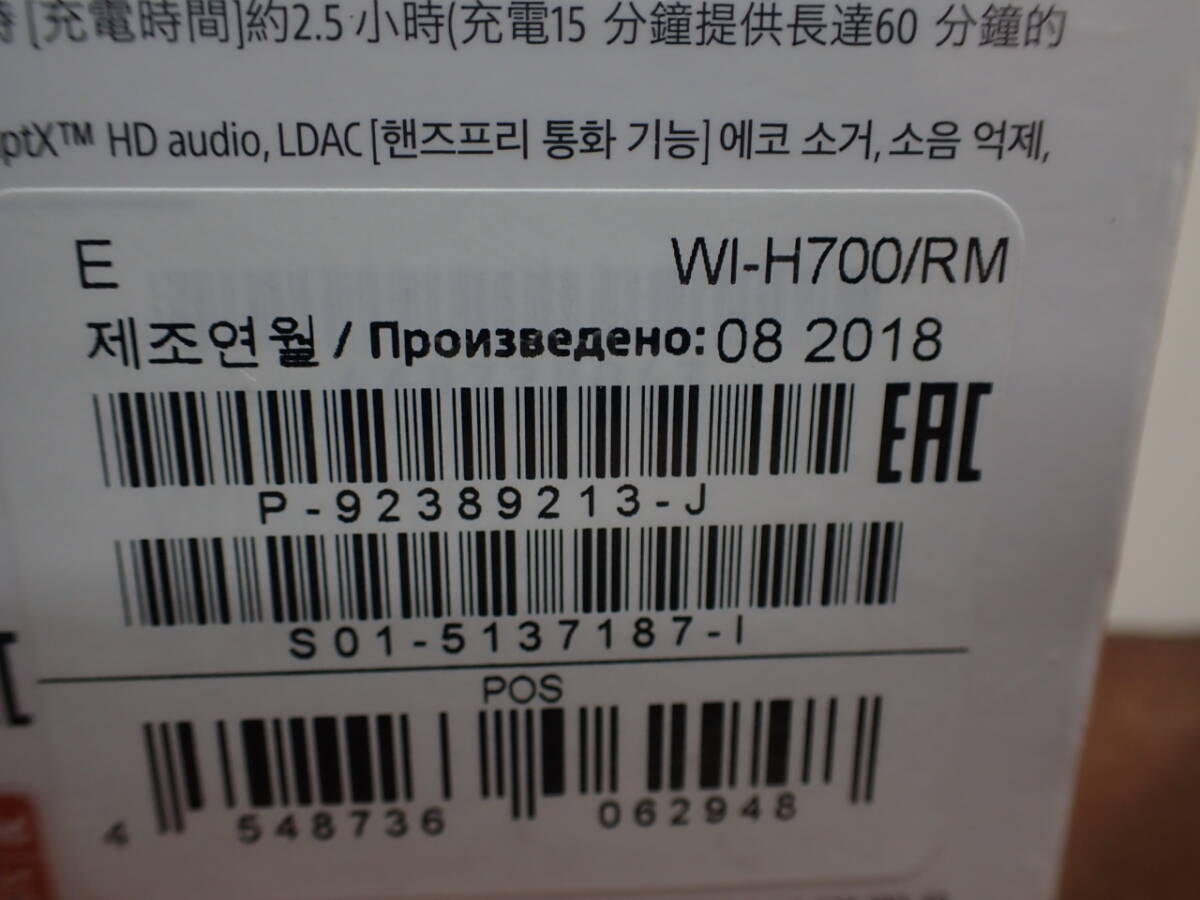 [充電時間]約2.5 小時(充電15 分鐘提供長達60 分鐘的
ptX™ HD audio, LDAC [핸즈프리 통화 기능] 에코 소거, 소음 억제,
E WI-H700/RM
제조연월 / Произведено: 08 2018
EAC
P-92389213-J
S01-5137187-I
POS
4 548736 062948